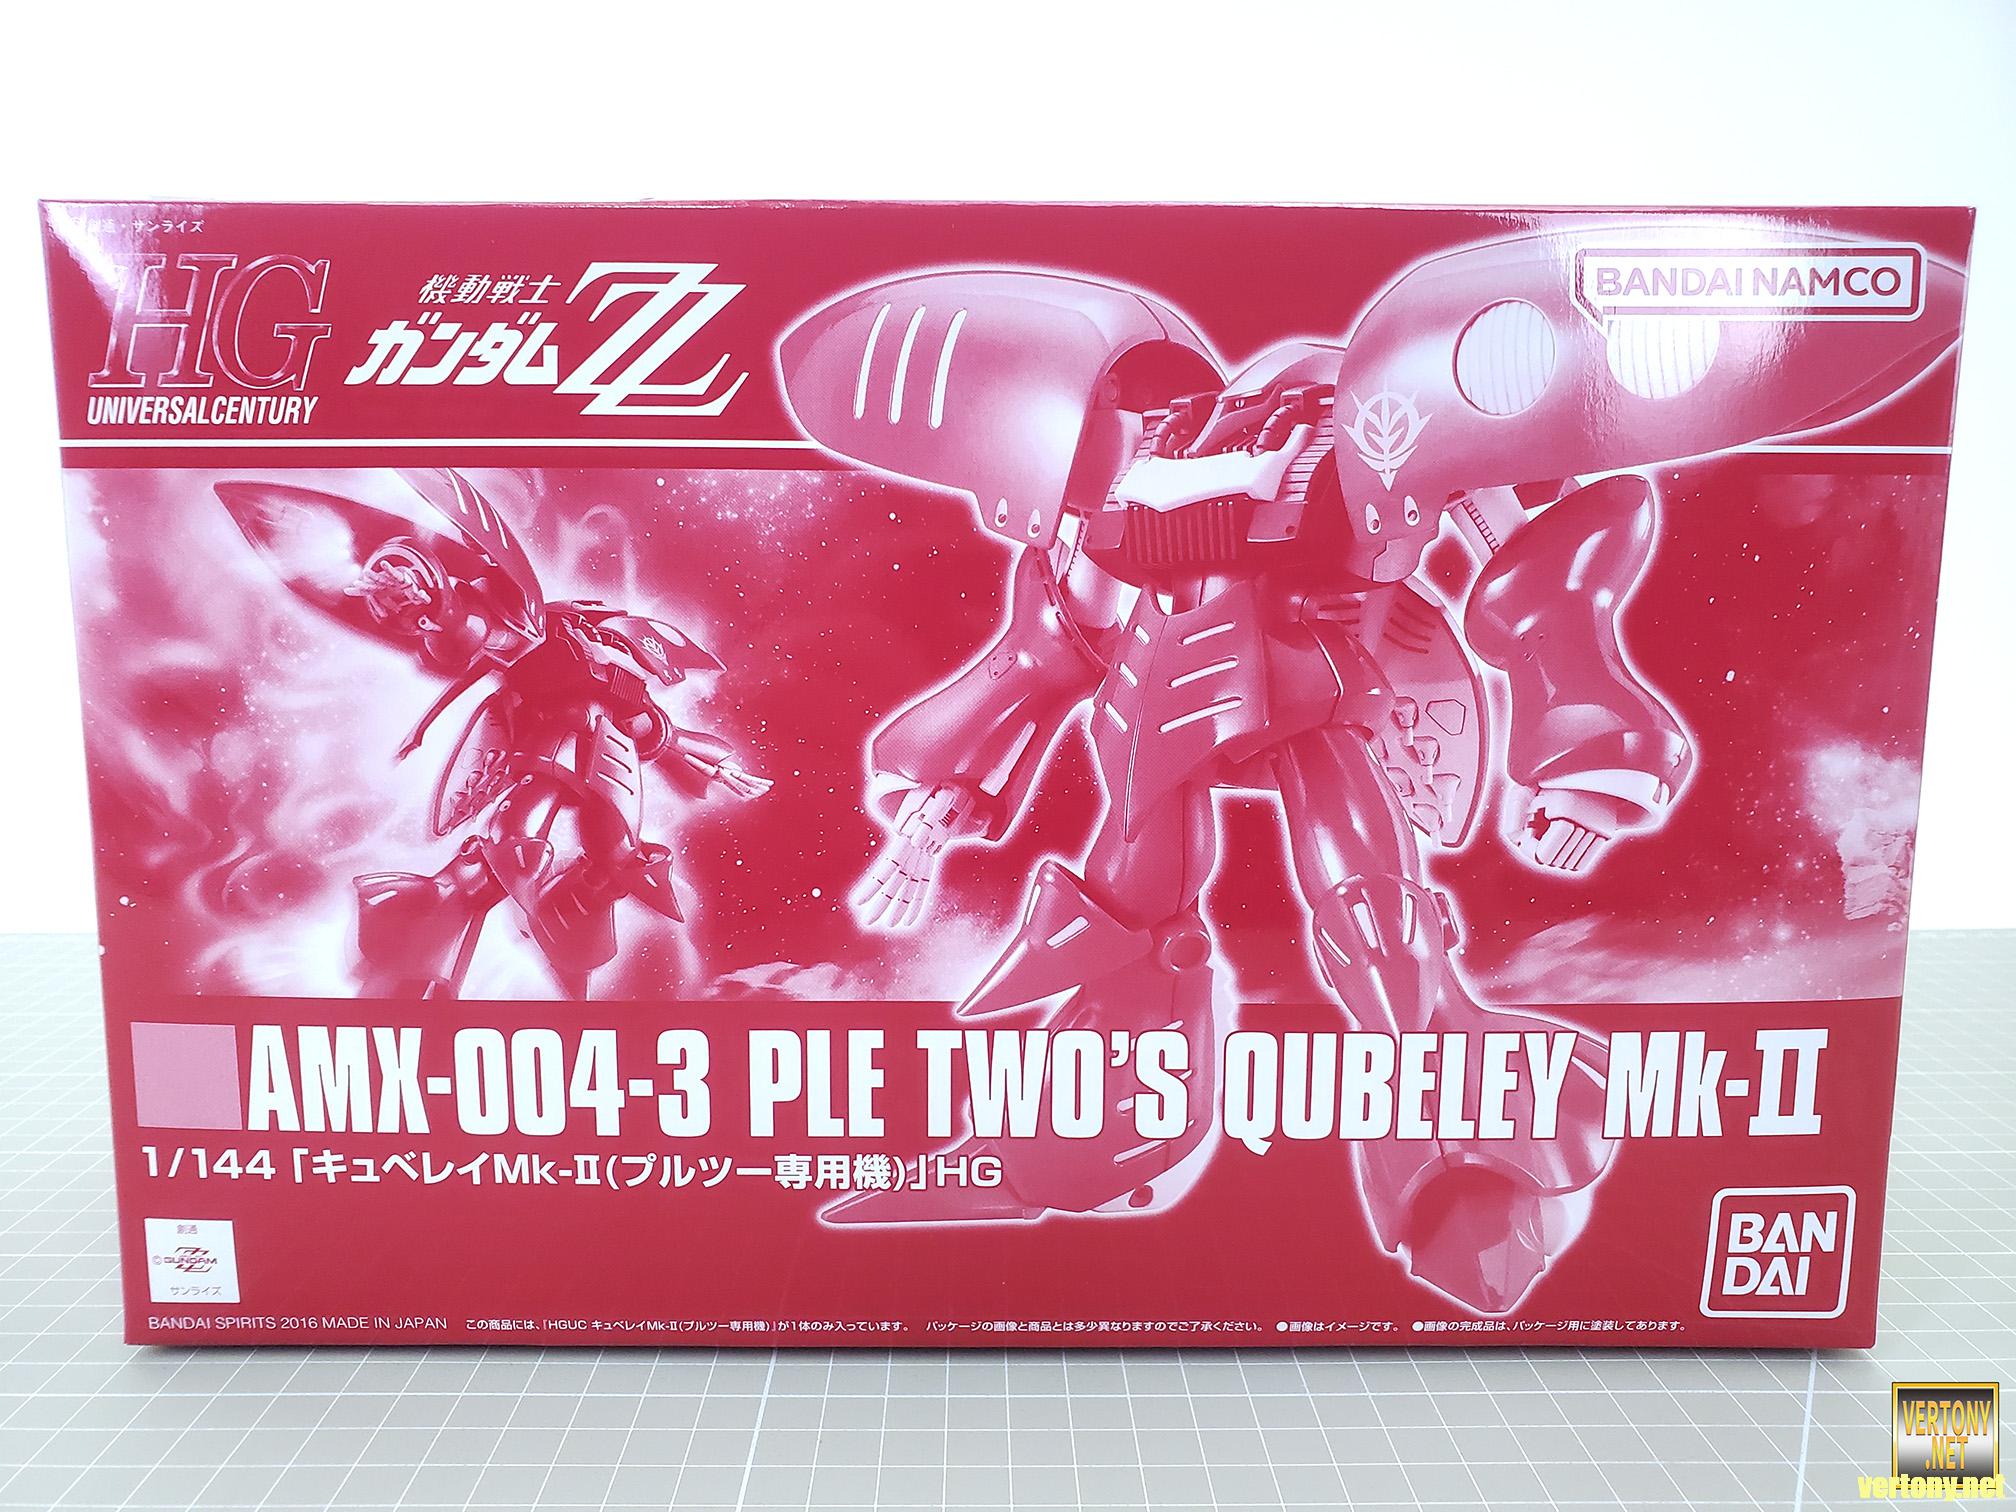 創通・サンライズ
HG
UNIVERSAL CENTURY
機動戦士
ガンダムZZ
BANDAI NAMCO
AMX-004-3 PLE TWO'S QUBELEY Mk-II
1/144「キュベレイMk-II(プルツー専用機)」HG
創通
©GUNDAM ZZ
サンライズ
BAN
DAI
BANDAI SPIRITS 2016 MADE IN JAPAN この商品には、『HGUC キュベレイMk-II(プルツー専用機)』が1体のみ入っています。 パッケージの画像と商品とは多少異なりますのでご了承ください。 ●画像はイメージです。 ●画像の完成品は、パッケージ用に塗装してあります。
VERTONY
.NET
vertony.net